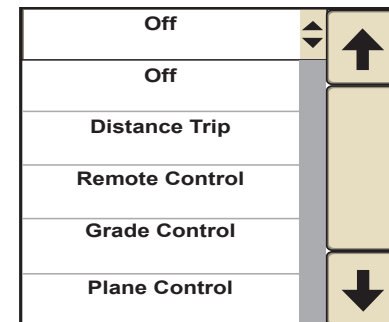 Off
Off
Distance Trip
Remote Control
Grade Control
Plane Control